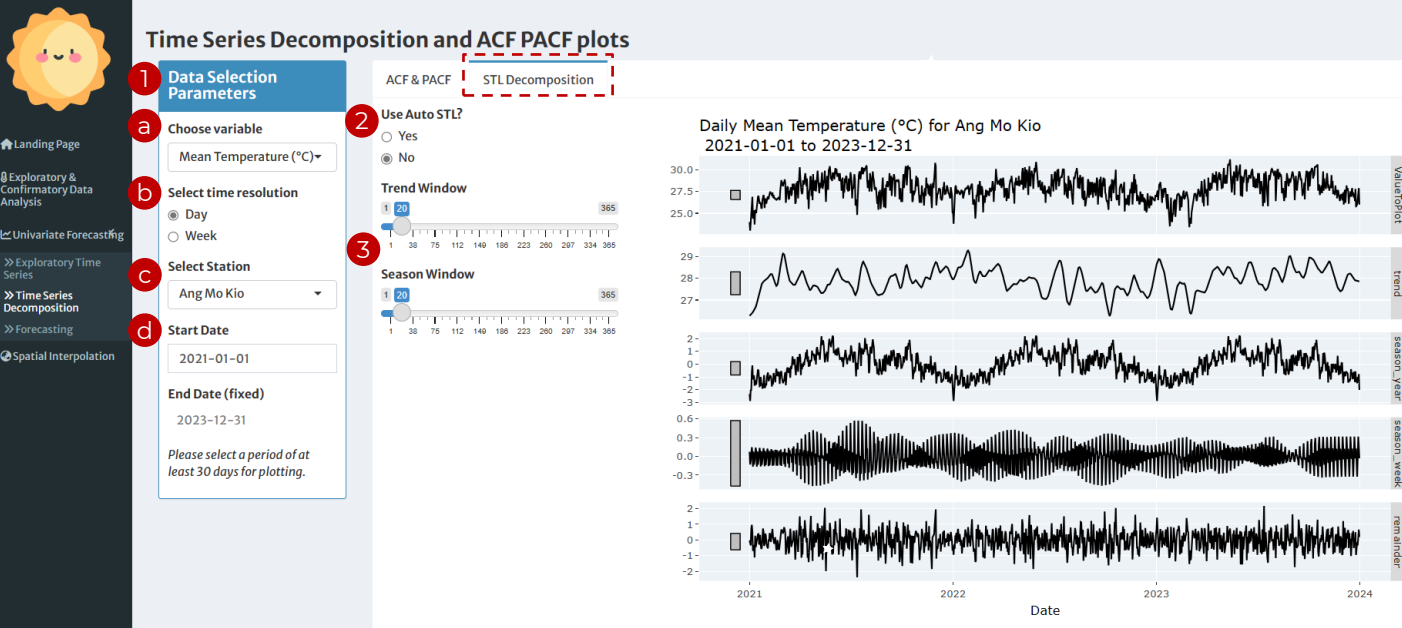 Time Series Decomposition and ACF PACF plots
Landing Page
Exploratory &
Confirmatory Data
Analysis
Univariate Forecasting
Exploratory Time
Series
Time Series
Decomposition
Forecasting
Spatial Interpolation
1
Data Selection
Parameters
a
Choose variable
Mean Temperature (°C)
b
Select time resolution
Day
Week
c
Select Station
Ang Mo Kio
d
Start Date
2021-01-01
End Date (fixed)
2023-12-31
Please select a period of at
least 30 days for plotting.
ACF & PACF
STL Decomposition
2
Use Auto STL?
Yes
No
3
Trend Window
1 20 365
1 38 75 112 149 186 223 260 297 334 365
Season Window
1 20 365
1 38 75 112 149 186 223 260 297 334 365
Daily Mean Temperature (°C) for Ang Mo Kio
2021-01-01 to 2023-12-31
30.0
27.5
25.0
ValueToPlot
29
28
27
trend
2
1
0
-1
-2
-3
season_year
0.6
0.3
0.0
-0.3
season_week
2
1
0
-1
-2
remainder
2021 2022 2023 2024
Date